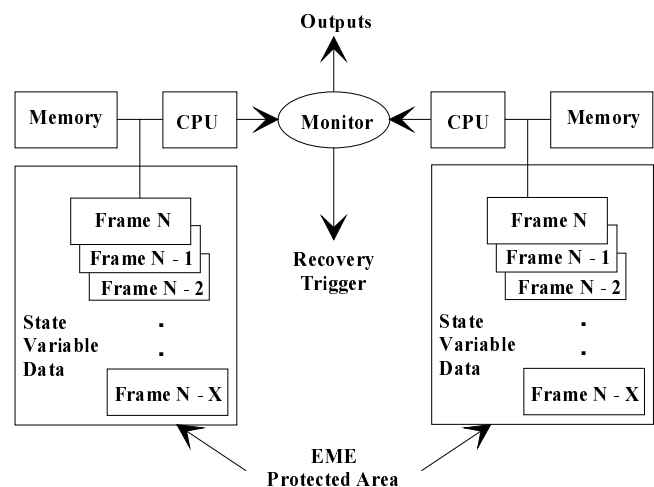 Outputs
Memory
CPU
Monitor
CPU
Memory
Frame N
Frame N - 1
Frame N - 2
.
.
State
Variable
Data
Frame N - X
Recovery
Trigger
Frame N
Frame N - 1
Frame N - 2
.
.
State
Variable
Data
Frame N - X
EME
Protected Area